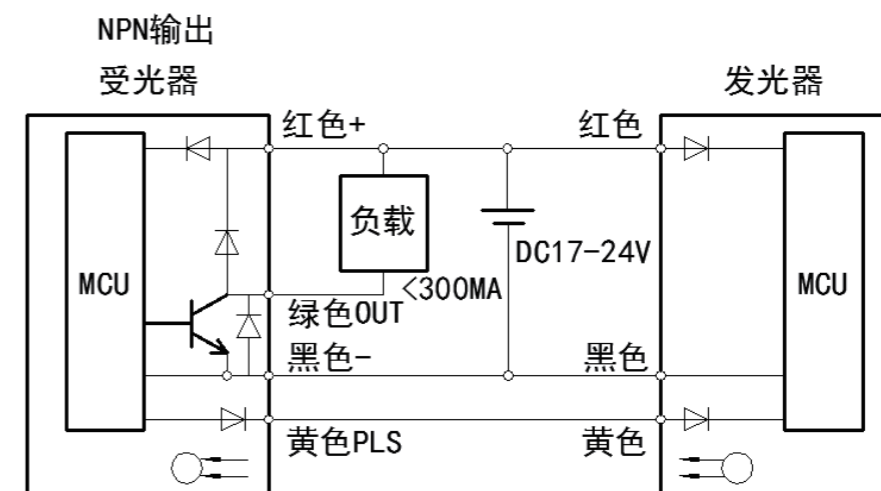 NPN输出
受光器
发光器
红色+
红色
负载
DC17-24V
MCU
<300MA
MCU
绿色OUT
黑色-
黑色
黄色PLS
黄色